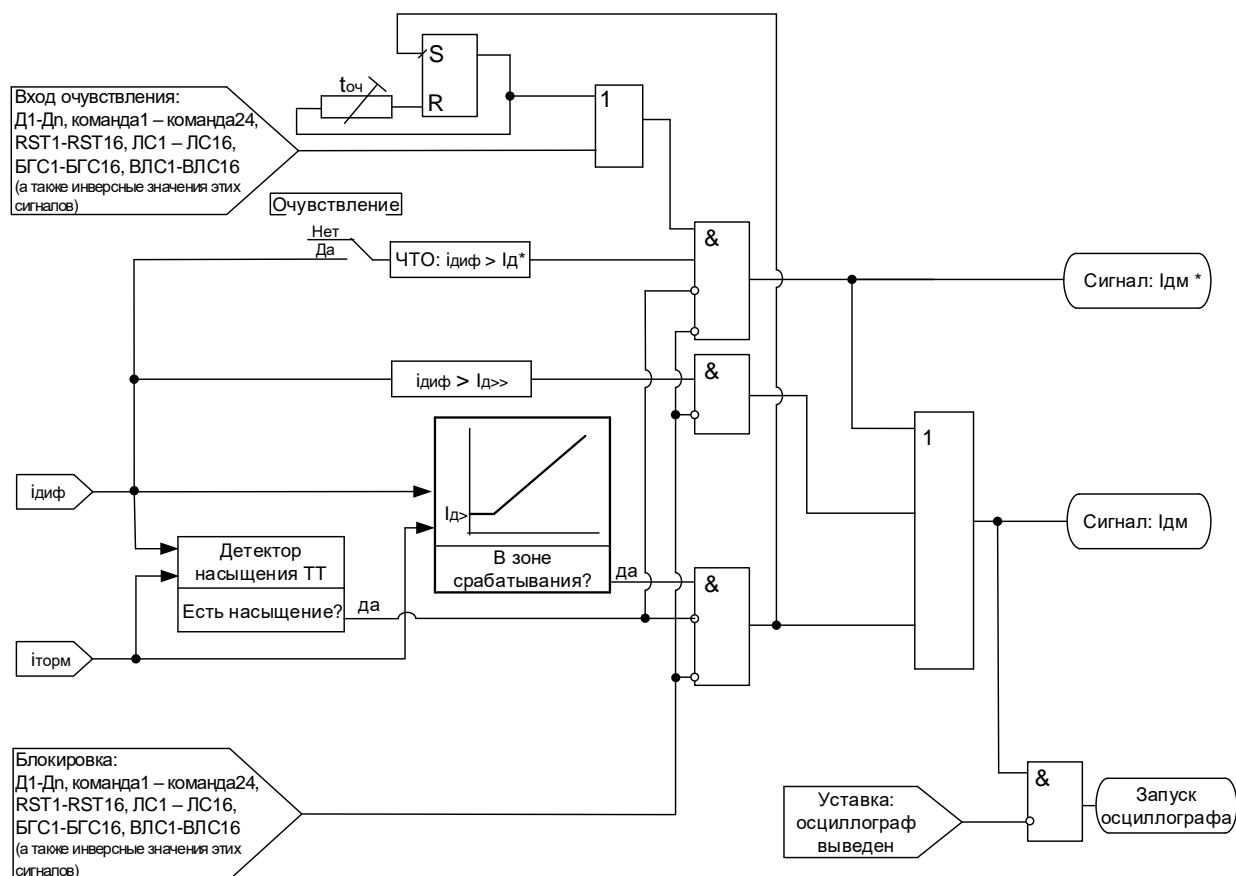 S
tоч
R
1
Вход очувствления:
Д1-Дn, команда1 – команда24,
RST1-RST16, ЛС1 – ЛС16,
БГС1-БГС16, ВЛС1-ВЛС16
(а также инверсные значения этих
сигналов)
Очувствление
Нет
Да
ЧТО: iдиф > Iд*
&
Сигнал: Iдм *
iдиф > Iд>>
&
1
Iд>
iдиф
Сигнал: Iдм
Детектор
насыщения ТТ
Есть насыщение?
да
В зоне
срабатывания?
да
&
iторм
Блокировка:
Д1-Дn, команда1 – команда24,
RST1-RST16, ЛС1 – ЛС16,
БГС1-БГС16, ВЛС1-ВЛС16
(а также инверсные значения этих
сигналов)
Уставка:
осциллограф
выведен
&
Запуск
осциллографа